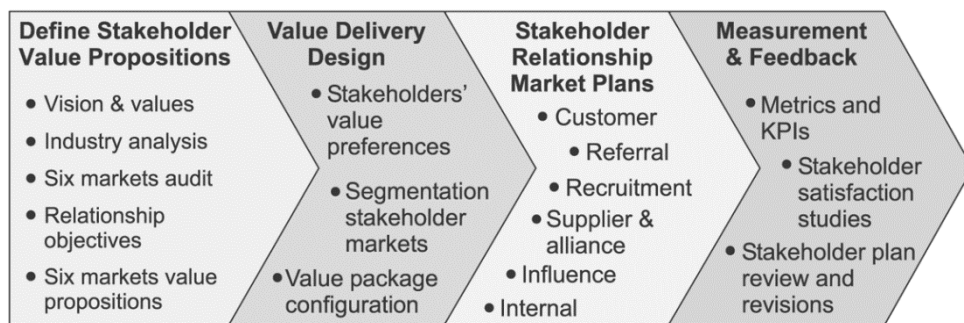 Define Stakeholder
Value Propositions
• Vision & values
• Industry analysis
• Six markets audit
• Relationship
objectives
• Six markets value
propositions
Value Delivery
Design
• Stakeholders'
value
preferences
• Segmentation
stakeholder
markets
• Value package
configuration
Stakeholder
Relationship
Market Plans
• Customer
• Referral
• Recruitment
• Supplier &
alliance
• Influence
• Internal
Measurement
& Feedback
• Metrics and
KPIs
• Stakeholder
satisfaction
studies
• Stakeholder plan
review and
revisions